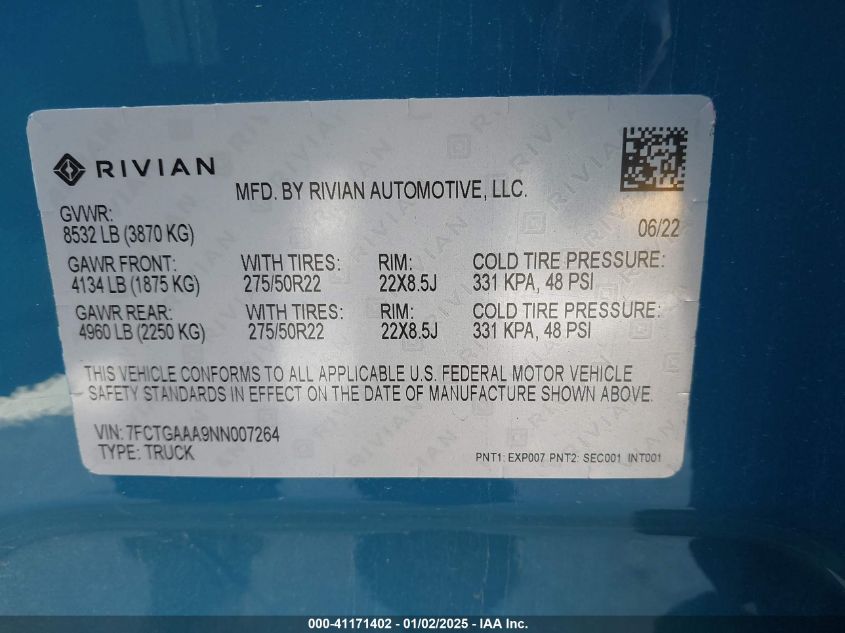 RIVIAN
MFD. BY RIVIAN AUTOMOTIVE, LLC.
GVWR:
8532 LB (3870 KG)
06/22
GAWR FRONT: WITH TIRES: RIM: COLD TIRE PRESSURE:
4134 LB (1875 KG) 275/50R22 22X8.5J 331 KPA, 48 PSI
GAWR REAR: WITH TIRES: RIM: COLD TIRE PRESSURE:
4960 LB (2250 KG) 275/50R22 22X8.5J 331 KPA, 48 PSI
THIS VEHICLE CONFORMS TO ALL APPLICABLE U.S. FEDERAL MOTOR VEHICLE
SAFETY STANDARDS IN EFFECT ON THE DATE OF MANUFACTURE SHOWN ABOVE.
VIN: 7FCTGAAA9NN007264
TYPE: TRUCK
PNT1: EXP007 PNT2: SEC001 INT001
000-41171402 - 01/02/2025 - IAA Inc.